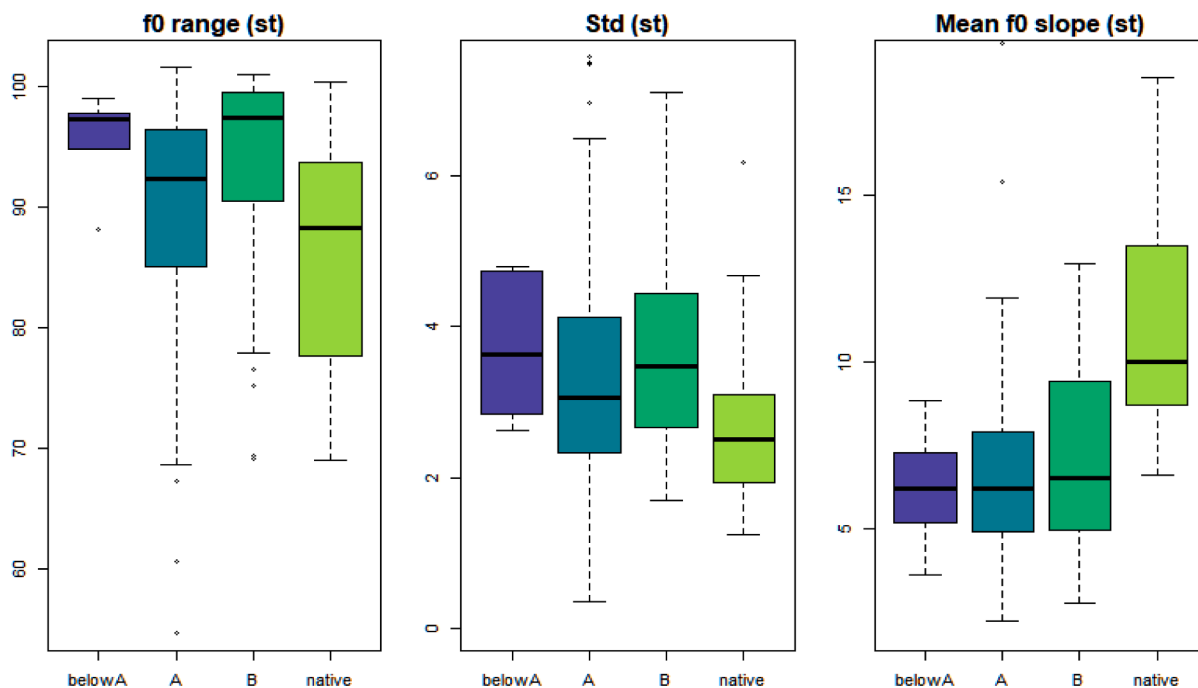 f0 range (st)
100
90
80
70
60
belowA A B native
Std (st)
6
4
2
0
belowA A B native
Mean f0 slope (st)
15
10
5
belowA A B native